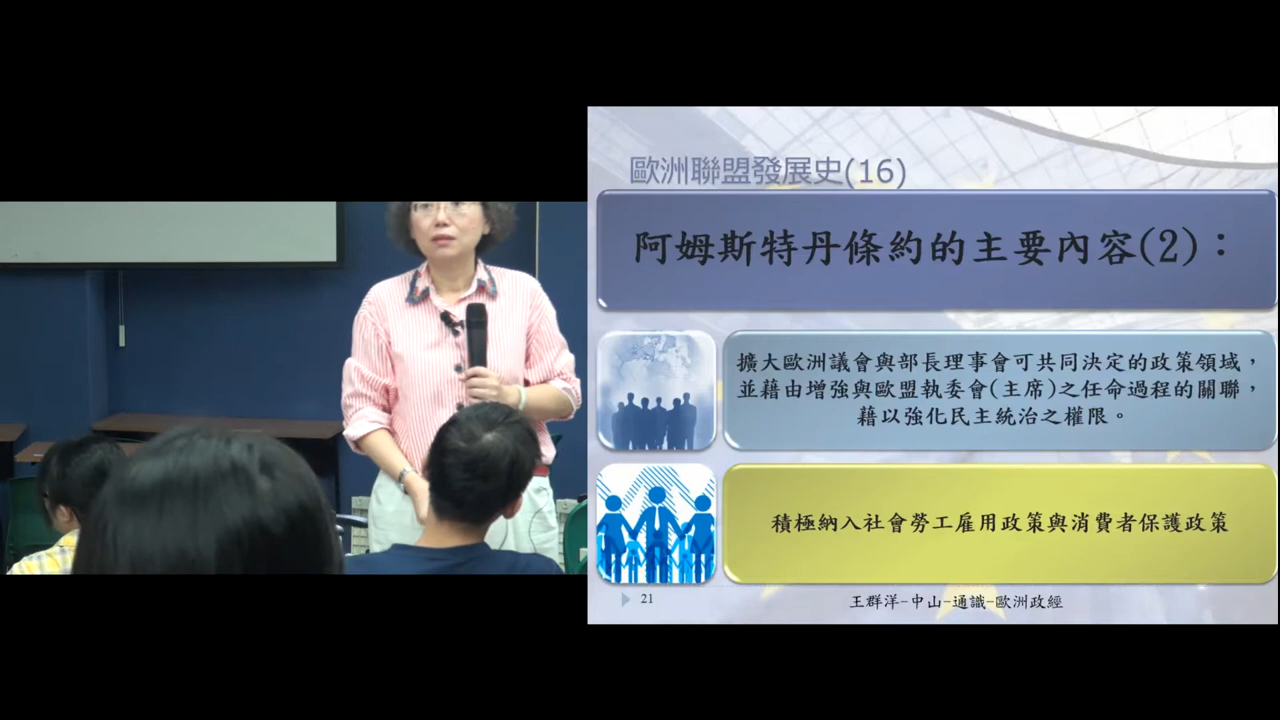 歐洲聯盟發展史(16)
阿姆斯特丹條約的主要內容(2)：
擴大歐洲議會與部長理事會可共同決定的政策領域，
並藉由增強與歐盟執委會(主席)之任命過程的關聯，
藉以強化民主統治之權限。
積極納入社會勞工雇用政策與消費者保護政策
21
王群洋-中山-通識-歐洲政經